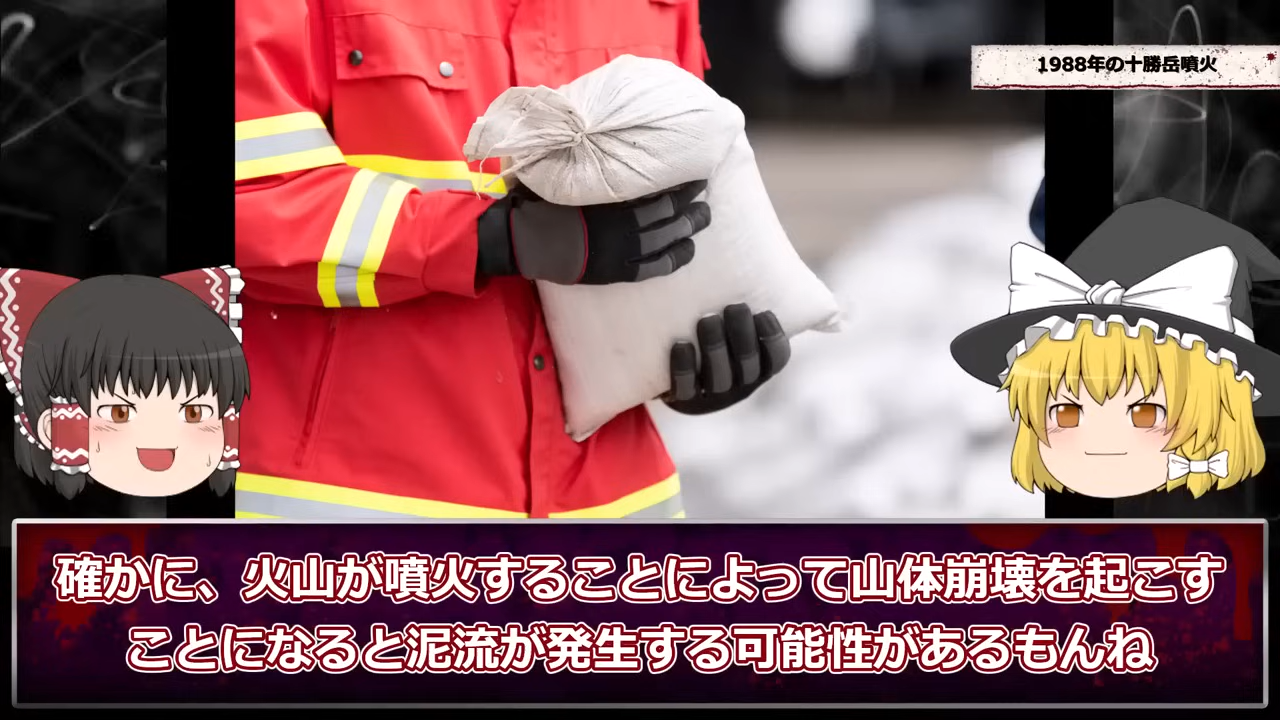 1988年の十勝岳噴火
確かに、火山が噴火することによって山体崩壊を起こす
ことになると泥流が発生する可能性があるもんね